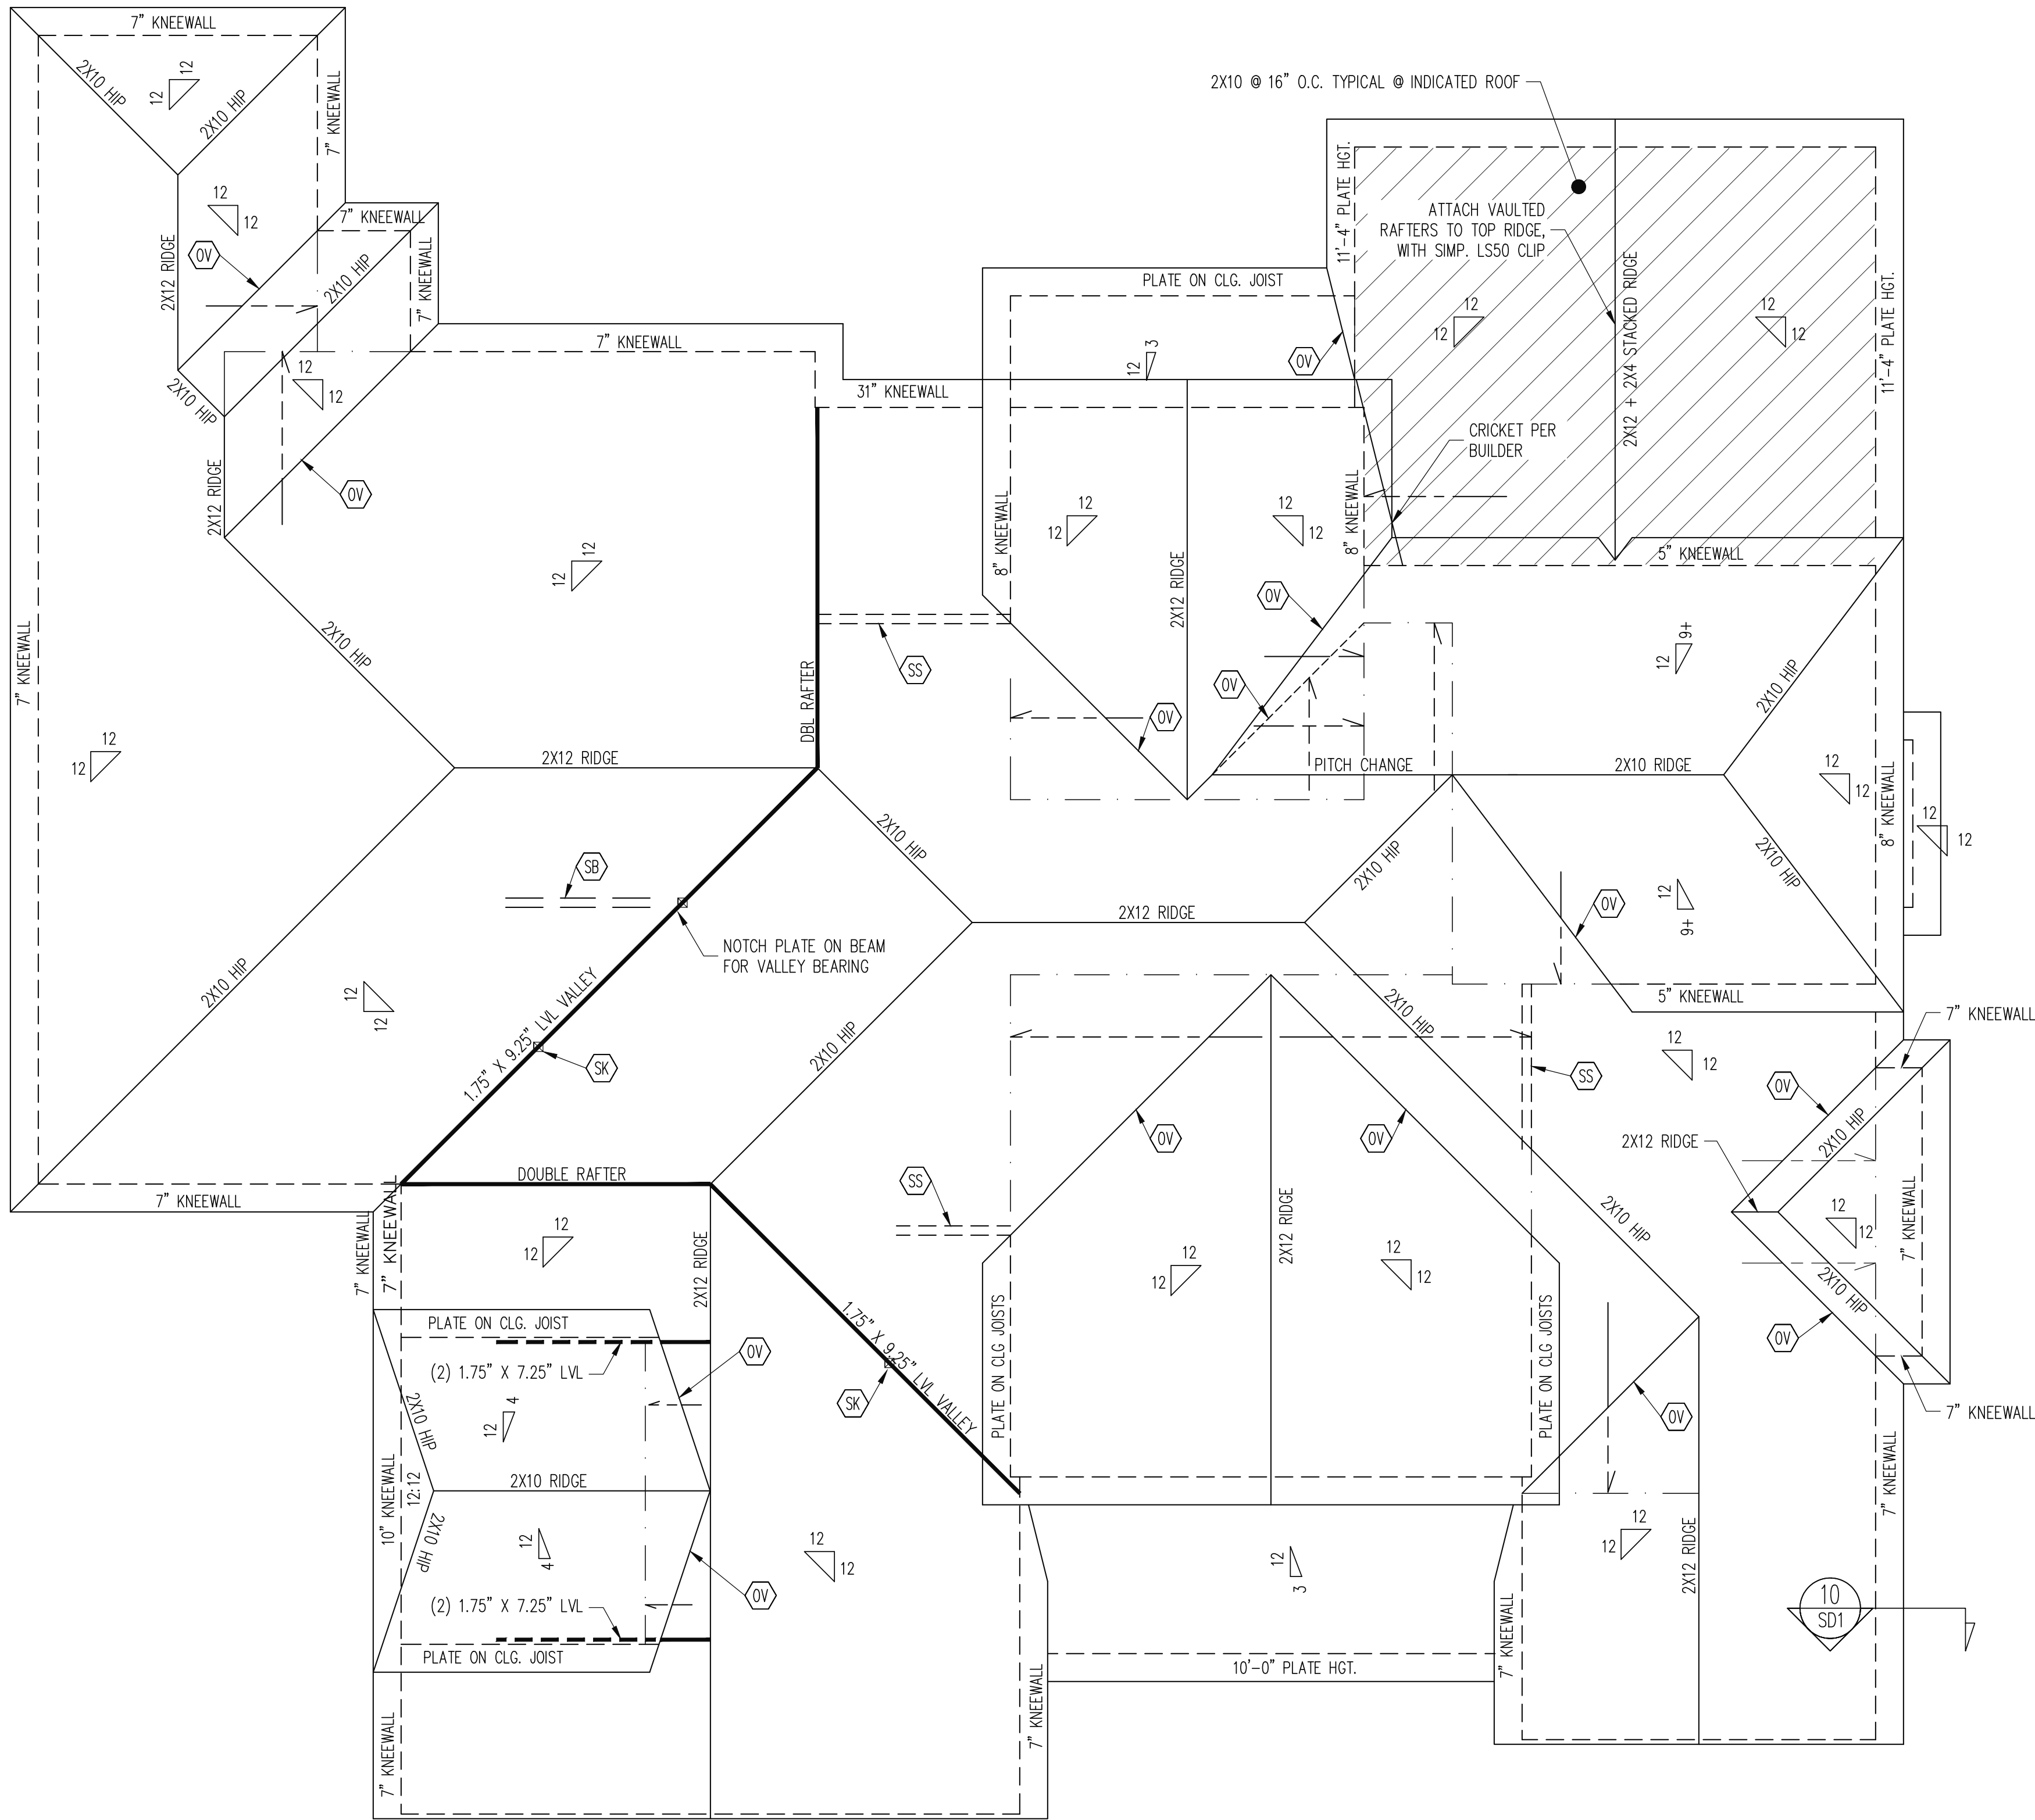 7" KNEEWALL
2X10 HIP
12
12
2X10 HIP
7" KNEEWALL
12
12
2X12 RIDGE
OV
7" KNEEWALL
2X10 HIP
7" KNEEWALL
12
12
2X10 HIP
2X12 RIDGE
OV
7" KNEEWALL
2X10 @ 16" O.C. TYPICAL @ INDICATED ROOF
11'-4" PLATE HGT.
ATTACH VAULTED
RAFTERS TO TOP RIDGE,
WITH SIMP. LS50 CLIP
2X12 + 2X4 STACKED RIDGE
11'-4" PLATE HGT.
12
12
12
12
PLATE ON CLG. JOIST
12
3
OV
31" KNEEWALL
CRICKET PER
BUILDER
8" KNEEWALL
8" KNEEWALL
12
12
12
12
2X12 RIDGE
5" KNEEWALL
12
12
7" KNEEWALL
2X10 HIP
DBL RAFTER
SS
OV
OV
OV
12
9+
2X10 HIP
12
12
2X12 RIDGE
PITCH CHANGE
2X10 RIDGE
12
12
8" KNEEWALL
12
12
2X10 HIP
2X10 HIP
2X10 HIP
SB
12
9+
OV
2X12 RIDGE
NOTCH PLATE ON BEAM
FOR VALLEY BEARING
2X10 HIP
12
12
1.75" X 9.25" LVL VALLEY
SK
2X10 HIP
2X10 HIP
5" KNEEWALL
7" KNEEWALL
12
12
SS
OV
OV
OV
2X12 RIDGE
2X10 HIP
7" KNEEWALL
DOUBLE RAFTER
7" KNEEWALL
7" KNEEWALL
SS
12
12
2X12 RIDGE
2X12 RIDGE
12
12
12
12
2X10 HIP
12
12
7" KNEEWALL
2X10 HIP
OV
PLATE ON CLG. JOIST
(2) 1.75" X 7.25" LVL
OV
1.75" X 9.25" LVL VALLEY
SK
PLATE ON CLG JOISTS
PLATE ON CLG JOISTS
OV
7" KNEEWALL
2X10 HIP
12
4
10" KNEEWALL
12:12
2X10 RIDGE
2X10 HIP
12
4
12
12
12
3
12
12
2X12 RIDGE
7" KNEEWALL
(2) 1.75" X 7.25" LVL
OV
PLATE ON CLG. JOIST
7" KNEEWALL
7" KNEEWALL
10'-0" PLATE HGT.
7" KNEEWALL
10
SD1